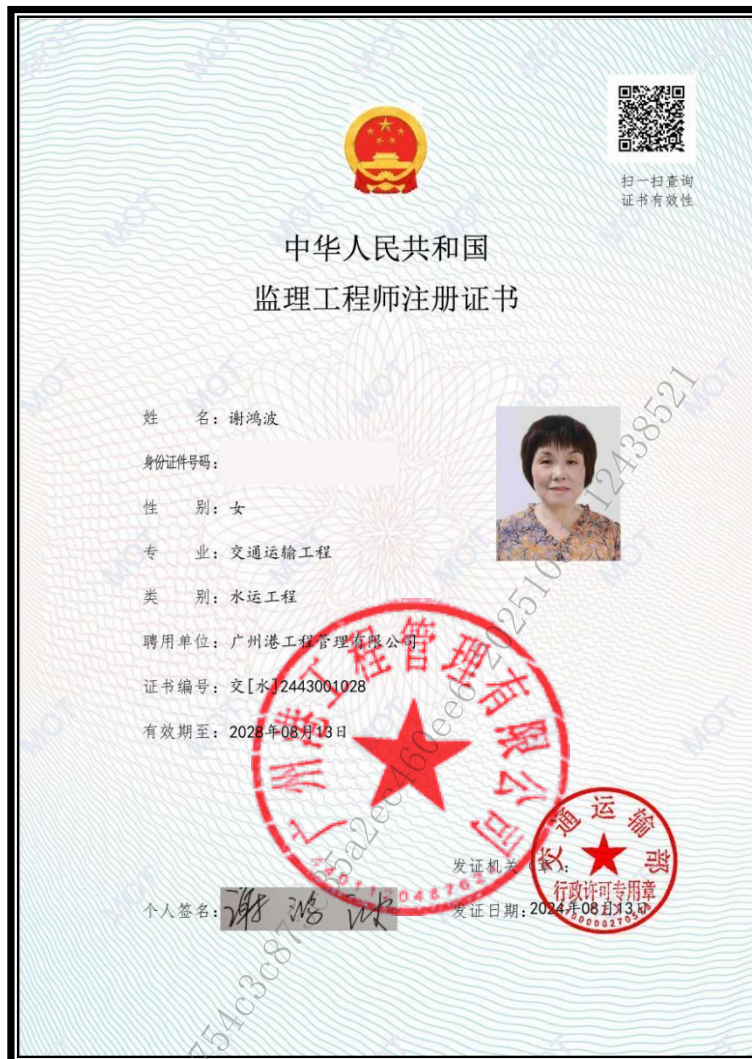 扫一扫查询
证书有效性
中华人民共和国
监理工程师注册证书
姓 名：谢鸿波
身份证件号码：
性 别：女
专 业：交通运输工程
类 别：水运工程
聘用单位：广州港工程管理有限公司
证书编号：交[水]2443001028
有效期至：2028年08月13日
广州港工程管理有限公司
发证机关
交通运输部
行政许可专用章
个人签名：谢鸿波
发证日期：2024年08月13日
MOT